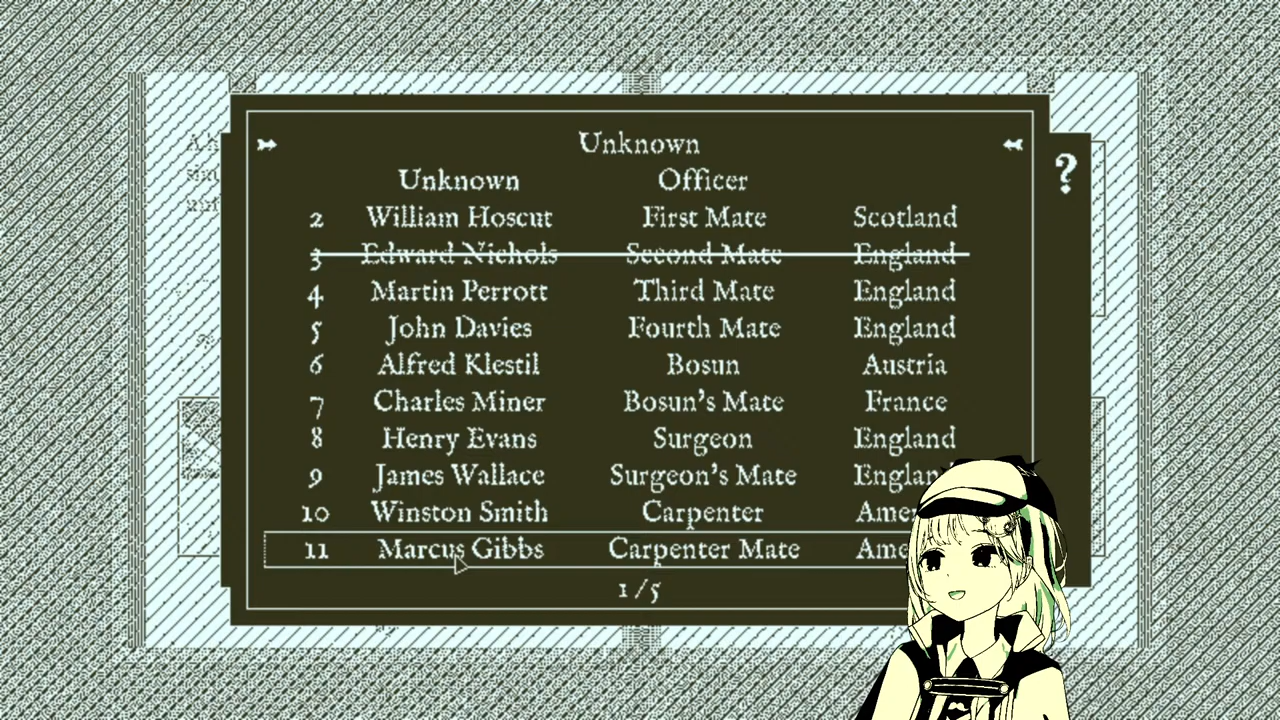 Unknown
?
Unknown Officer
2 William Hoscut First Mate Scotland
3 Edward Nichols Second Mate England
4 Martin Perrott Third Mate England
5 John Davies Fourth Mate England
6 Alfred Klestil Bosun Austria
7 Charles Miner Bosun's Mate France
8 Henry Evans Surgeon England
9 James Wallace Surgeon's Mate Englan
10 Winston Smith Carpenter Ame
11 Marcus Gibbs Carpenter Mate Ame
1/5